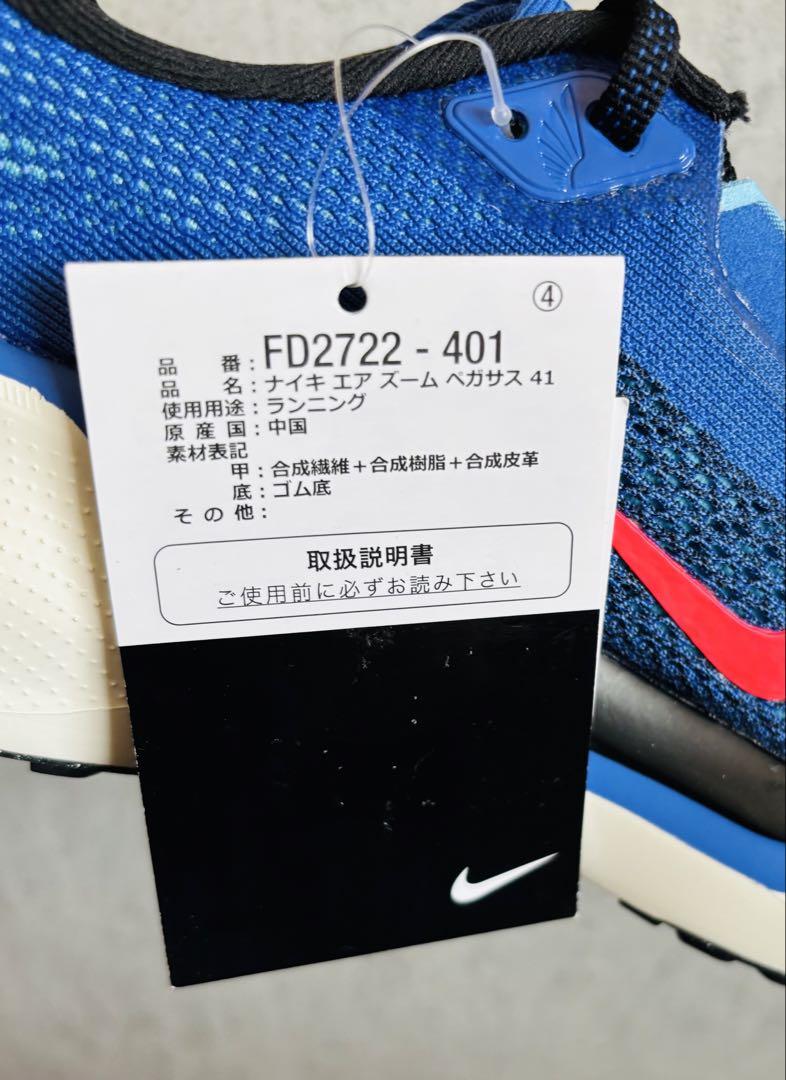 ④
品　番：FD2722 - 401
品　名：ナイキ エア ズーム ペガサス 41
使用用途：ランニング
原 産 国：中国
素材表記
甲：合成繊維＋合成樹脂＋合成皮革
底：ゴム底
そ の 他：
取扱説明書
ご使用前に必ずお読み下さい